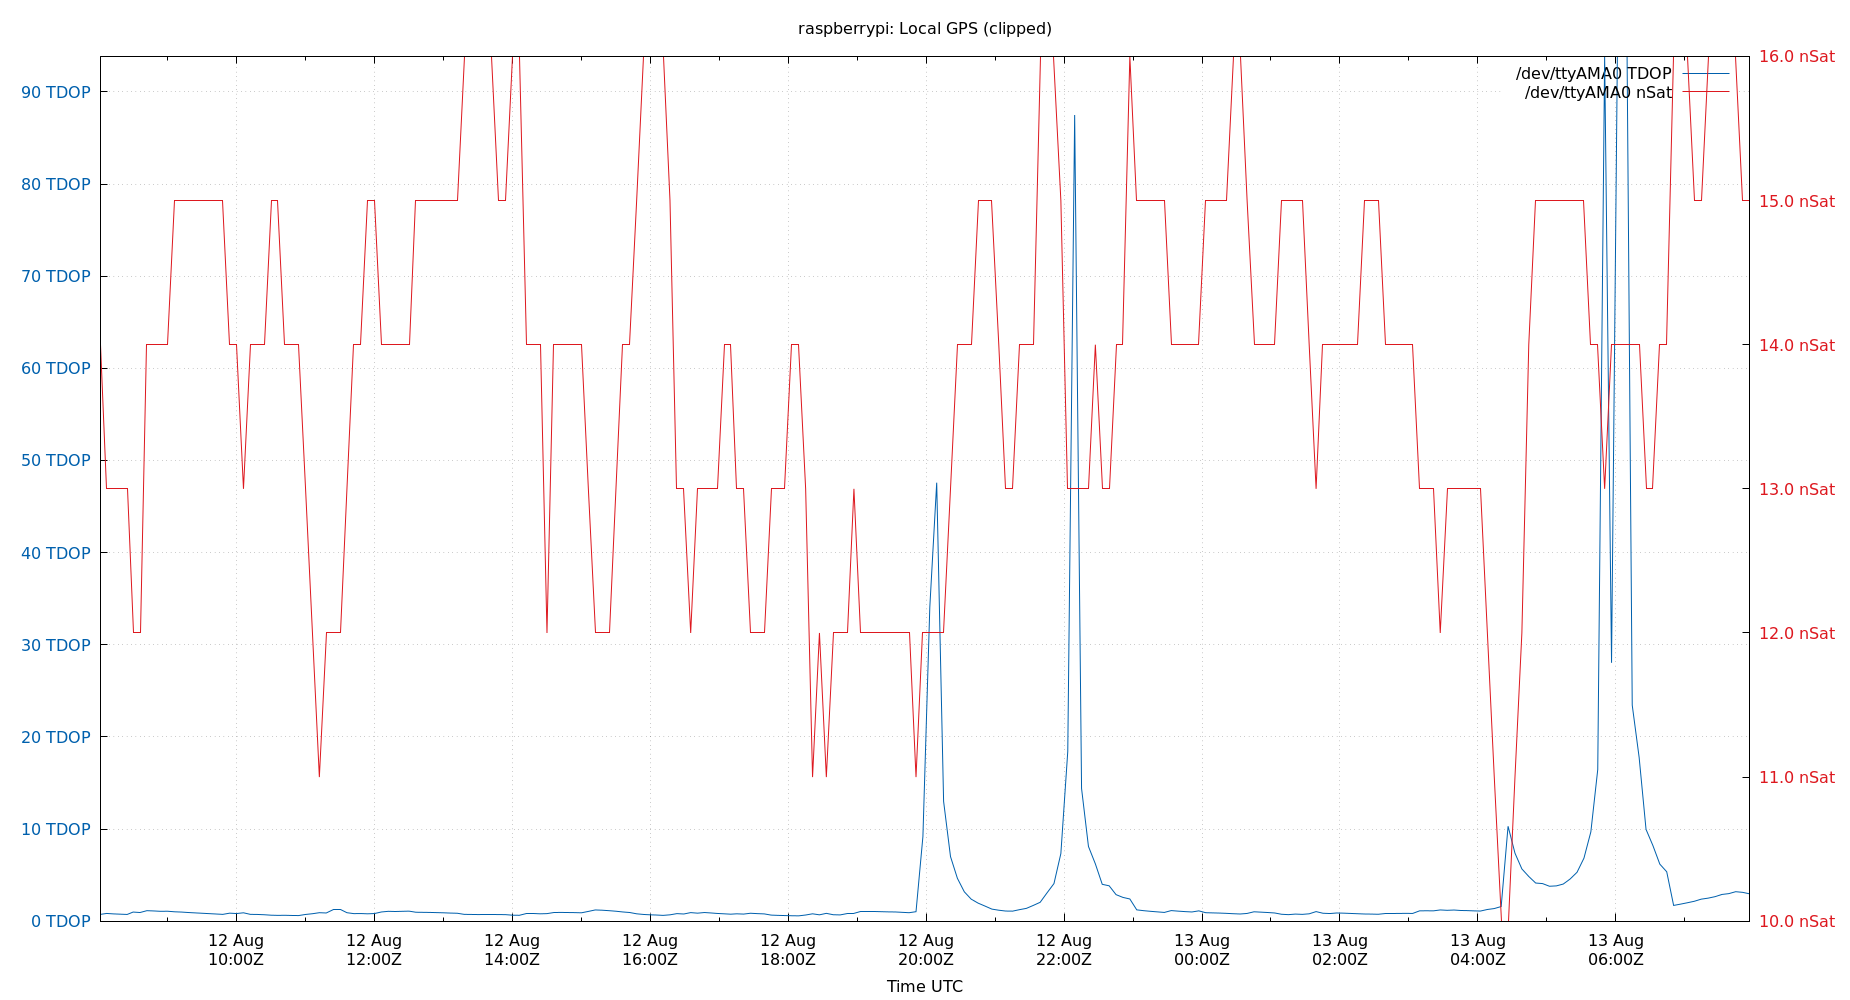 raspberrypi: Local GPS (clipped)
/dev/ttyAMA0 TDOP
/dev/ttyAMA0 nSat
90 TDOP
80 TDOP
70 TDOP
60 TDOP
50 TDOP
40 TDOP
30 TDOP
20 TDOP
10 TDOP
0 TDOP
16.0 nSat
15.0 nSat
14.0 nSat
13.0 nSat
12.0 nSat
11.0 nSat
10.0 nSat
12 Aug
10:00Z
12 Aug
12:00Z
12 Aug
14:00Z
12 Aug
16:00Z
12 Aug
18:00Z
12 Aug
20:00Z
12 Aug
22:00Z
13 Aug
00:00Z
13 Aug
02:00Z
13 Aug
04:00Z
13 Aug
06:00Z
Time UTC